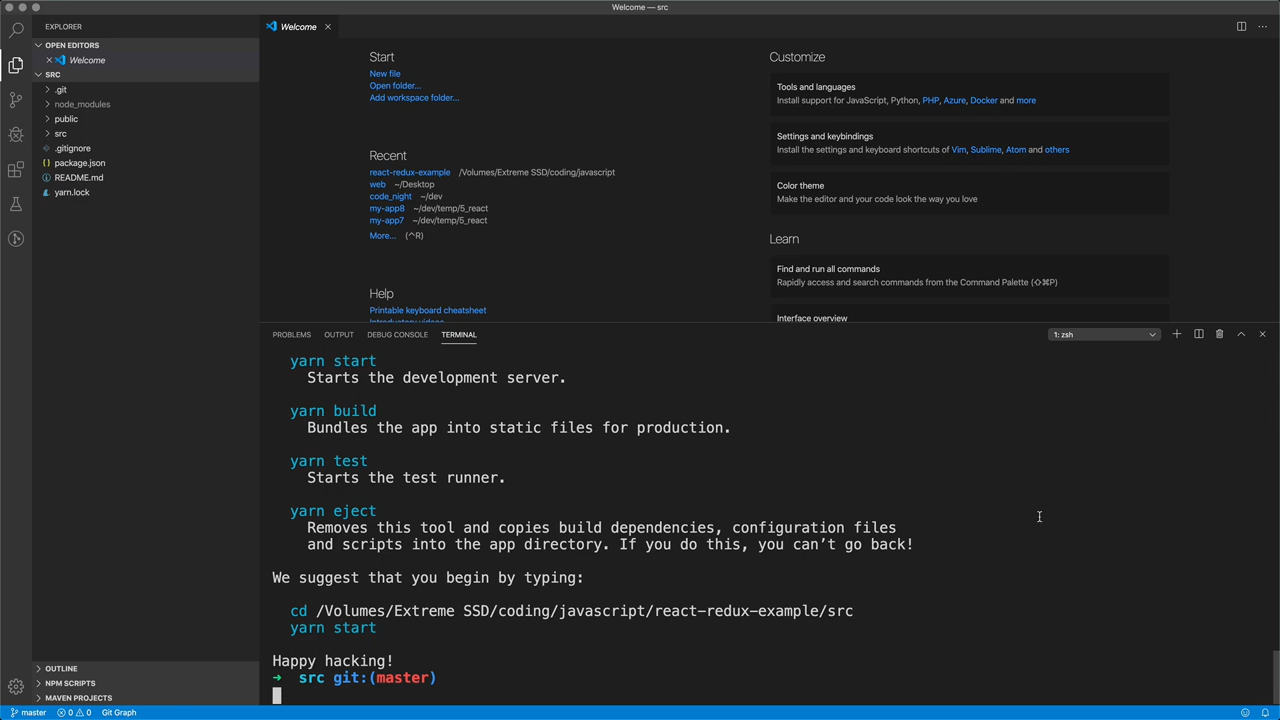 Welcome — src
EXPLORER
OPEN EDITORS
Welcome
SRC
.git
node_modules
public
src
.gitignore
package.json
README.md
yarn.lock
OUTLINE
NPM SCRIPTS
MAVEN PROJECTS
Welcome
Start
New file
Open folder...
Add workspace folder...
Recent
react-redux-example /Volumes/Extreme SSD/coding/javascript
web ~/Desktop
code_night ~/dev
my-app8 ~/dev/temp/5_react
my-app7 ~/dev/temp/5_react
More... (^R)
Help
Printable keyboard cheatsheet
Introductory videos
Customize
Tools and languages
Install support for JavaScript, Python, PHP, Azure, Docker and more
Settings and keybindings
Install the settings and keyboard shortcuts of Vim, Sublime, Atom and others
Color theme
Make the editor and your code look the way you love
Learn
Find and run all commands
Rapidly access and search commands from the Command Palette (⇧⌘P)
Interface overview
PROBLEMS OUTPUT DEBUG CONSOLE TERMINAL 1: zsh
yarn start
Starts the development server.
yarn build
Bundles the app into static files for production.
yarn test
Starts the test runner.
yarn eject
Removes this tool and copies build dependencies, configuration files
and scripts into the app directory. If you do this, you can’t go back!
We suggest that you begin by typing:
cd /Volumes/Extreme SSD/coding/javascript/react-redux-example/src
yarn start
Happy hacking!
➜ src git:(master)
master 0 0 Git Graph